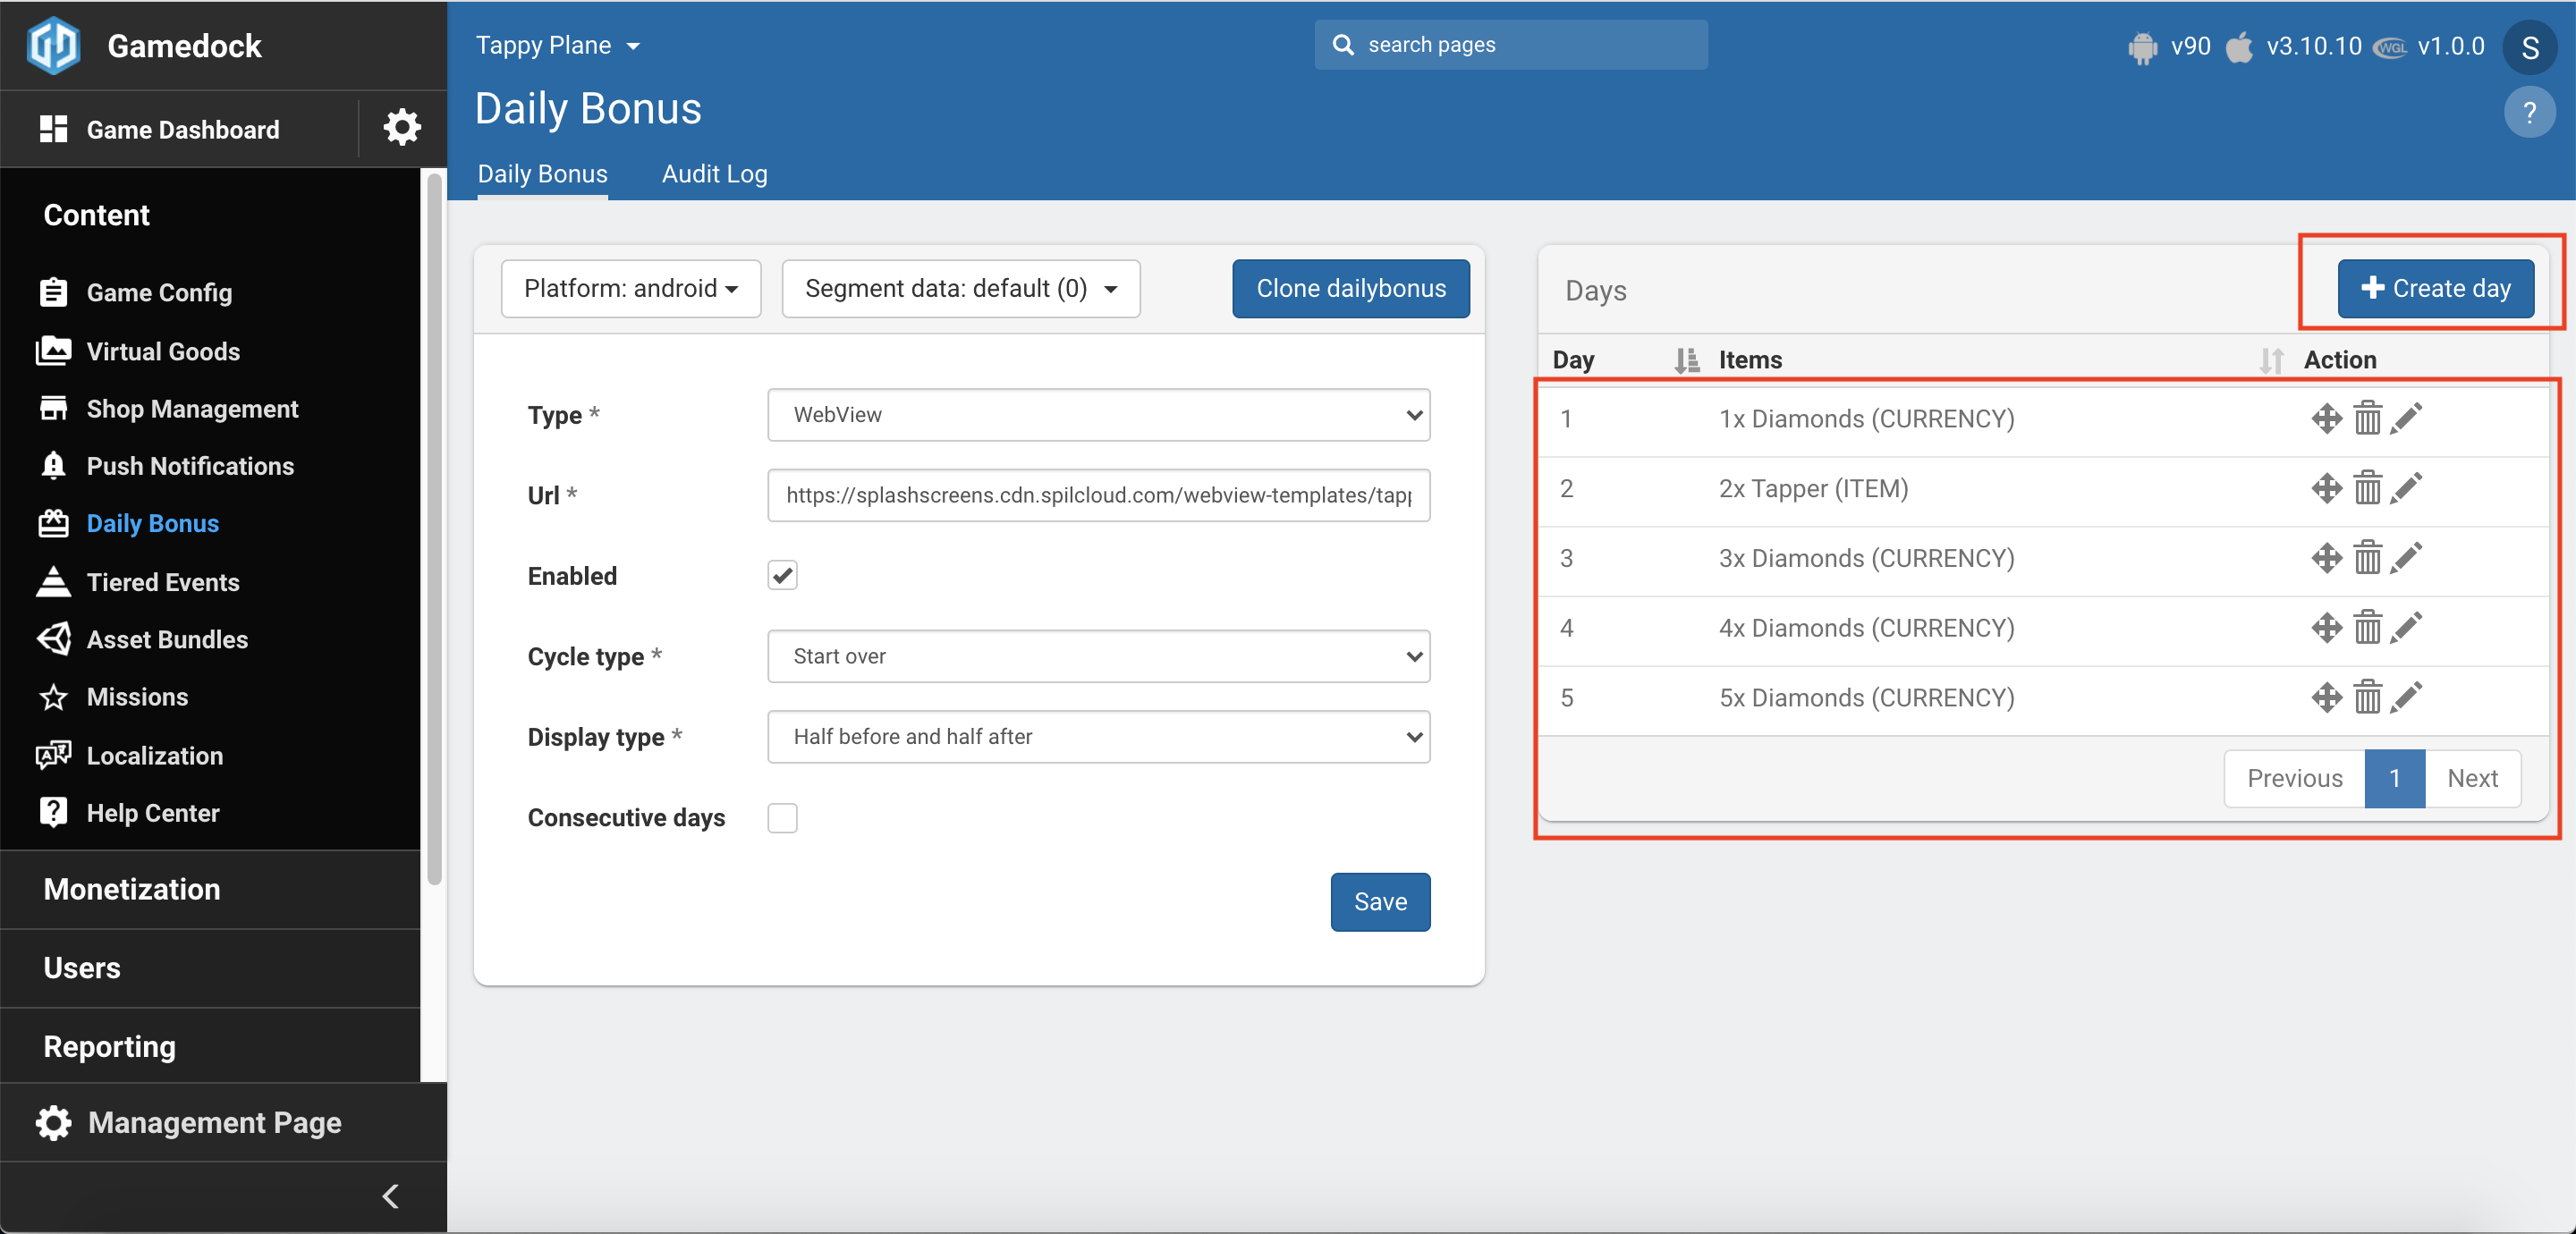 Gamedock
Game Dashboard
Content
Game Config
Virtual Goods
Shop Management
Push Notifications
Daily Bonus
Tiered Events
Asset Bundles
Missions
Localization
Help Center
Monetization
Users
Reporting
Management Page
Tappy Plane
search pages
v90 v3.10.10 WGL v1.0.0 S
Daily Bonus
?
Daily Bonus Audit Log
Platform: android Segment data: default (0) Clone dailybonus
Type * WebView
Url * https://splashscreens.cdn.spilcloud.com/webview-templates/tapp
Enabled
Cycle type * Start over
Display type * Half before and half after
Consecutive days
Save
Days Create day
Day Items Action
1 1x Diamonds (CURRENCY)
2 2x Tapper (ITEM)
3 3x Diamonds (CURRENCY)
4 4x Diamonds (CURRENCY)
5 5x Diamonds (CURRENCY)
Previous 1 Next